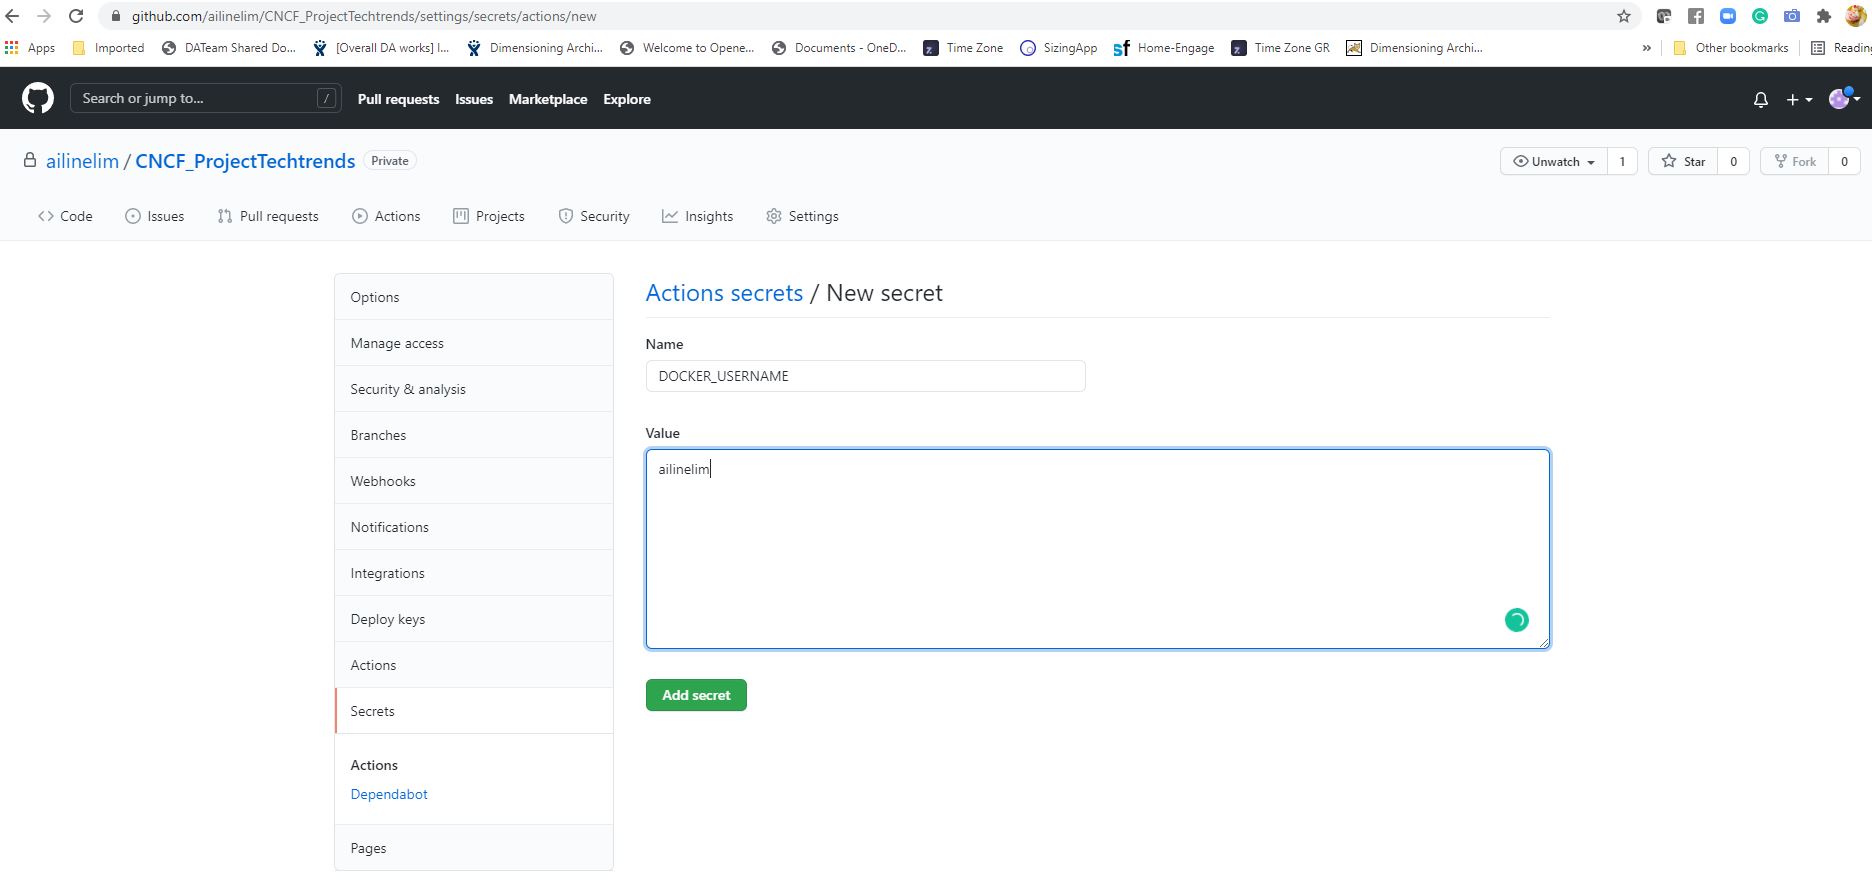 github.com/ailinelim/CNCF_ProjectTechtrends/settings/secrets/actions/new
Apps Imported DATeam Shared Do... [Overall DA works] I... Dimensioning Archi... Welcome to Opene... Documents - OneD... Time Zone SizingApp sf Home-Engage Time Zone GR Dimensioning Archi... » Other bookmarks Reading
Search or jump to... / Pull requests Issues Marketplace Explore
ailinelim / CNCF_ProjectTechtrends Private Unwatch 1 Star 0 Fork 0
Code Issues Pull requests Actions Projects Security Insights Settings
Options
Manage access
Security & analysis
Branches
Webhooks
Notifications
Integrations
Deploy keys
Actions
Secrets
Actions
Dependabot
Pages
Actions secrets / New secret
Name
DOCKER_USERNAME
Value
ailinelim
Add secret